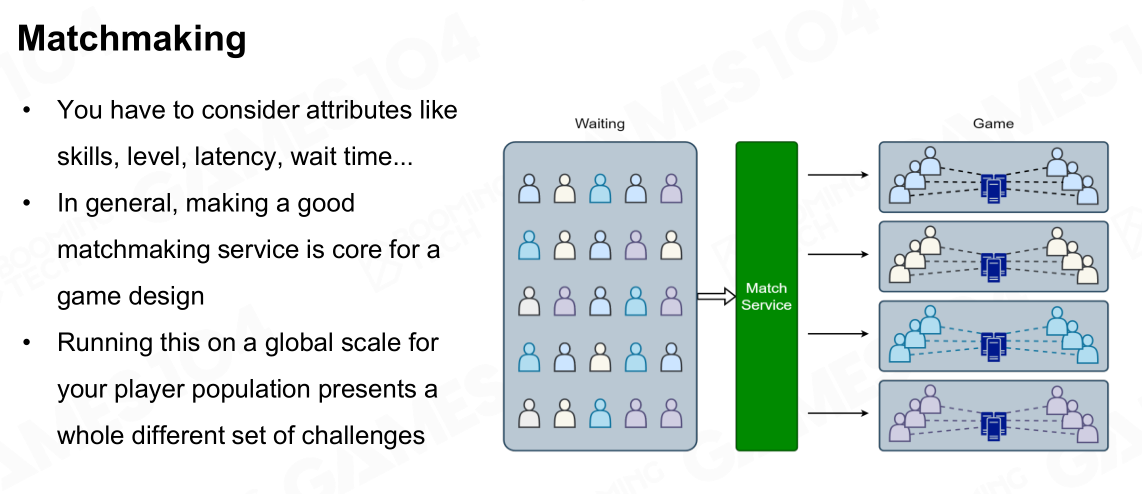 Matchmaking
• You have to consider attributes like
skills, level, latency, wait time...
• In general, making a good
matchmaking service is core for a
game design
• Running this on a global scale for
your player population presents a
whole different set of challenges
Waiting
Match
Service
Game
GAMES104
BOOMING
TECH